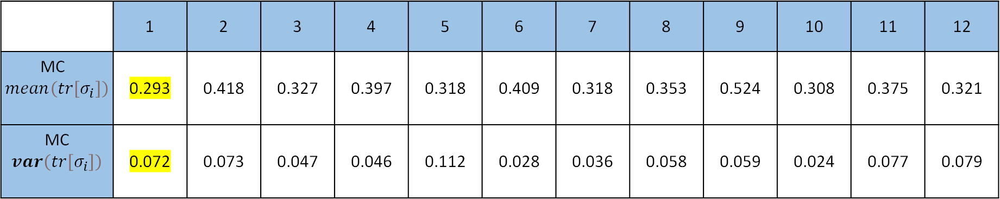 1 2 3 4 5 6 7 8 9 10 11 12
MC
mean(tr[σᵢ]) 0.293 0.418 0.327 0.397 0.318 0.409 0.318 0.353 0.524 0.308 0.375 0.321
MC
var(tr[σᵢ]) 0.072 0.073 0.047 0.046 0.112 0.028 0.036 0.058 0.059 0.024 0.077 0.079